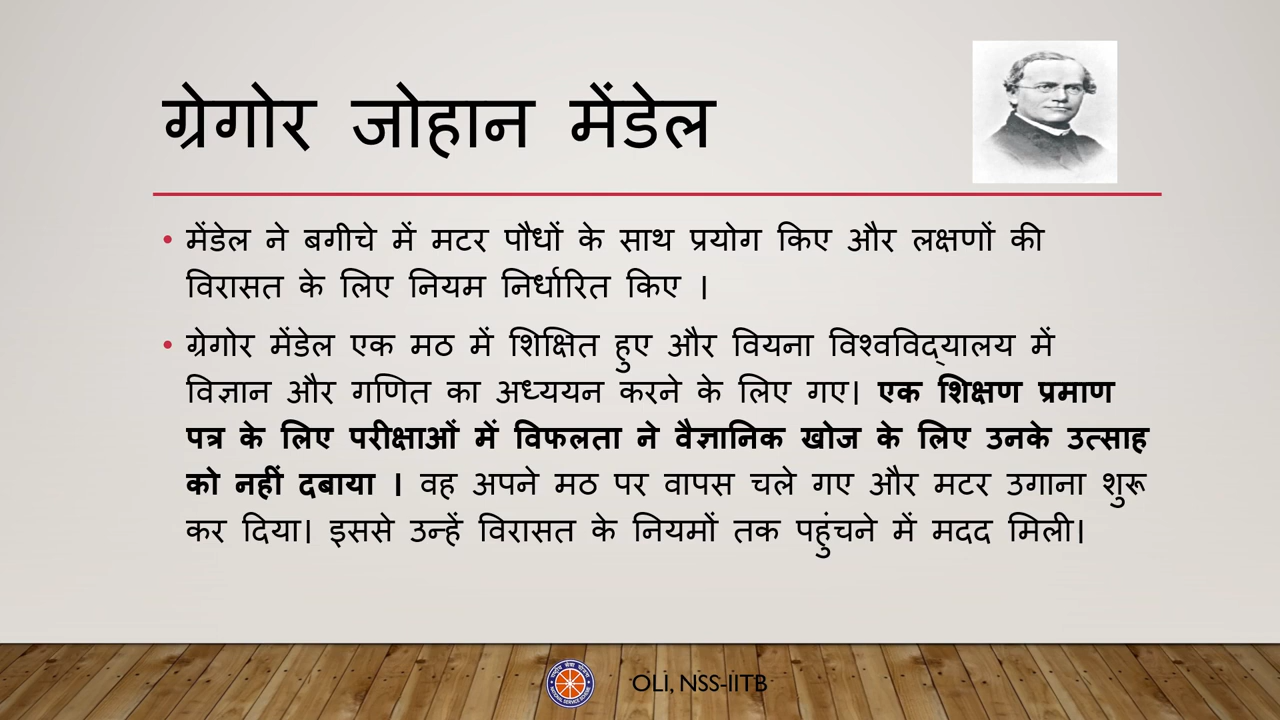 ग्रेगोर जोहान मेंडेल
• मेंडेल ने बगीचे में मटर पौधों के साथ प्रयोग किए और लक्षणों की
विरासत के लिए नियम निर्धारित किए ।
• ग्रेगोर मेंडेल एक मठ में शिक्षित हुए और वियना विश्वविद्यालय में
विज्ञान और गणित का अध्ययन करने के लिए गए। एक शिक्षण प्रमाण
पत्र के लिए परीक्षाओं में विफलता ने वैज्ञानिक खोज के लिए उनके उत्साह
को नहीं दबाया । वह अपने मठ पर वापस चले गए और मटर उगाना शुरू
कर दिया। इससे उन्हें विरासत के नियमों तक पहुंचने में मदद मिली।
OLI, NSS-IITB